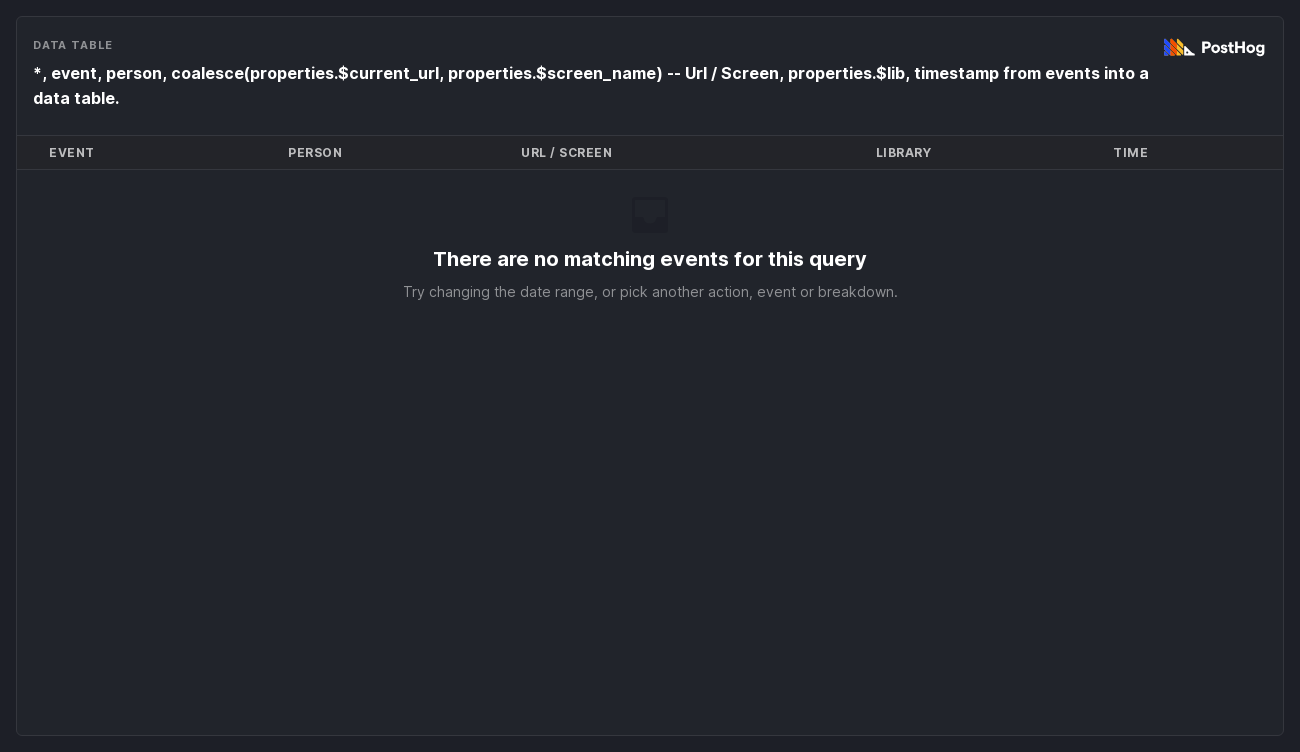 DATA TABLE
PostHog
*, event, person, coalesce(properties.$current_url, properties.$screen_name) -- Url / Screen, properties.$lib, timestamp from events into a
data table.
EVENT PERSON URL / SCREEN LIBRARY TIME
There are no matching events for this query
Try changing the date range, or pick another action, event or breakdown.